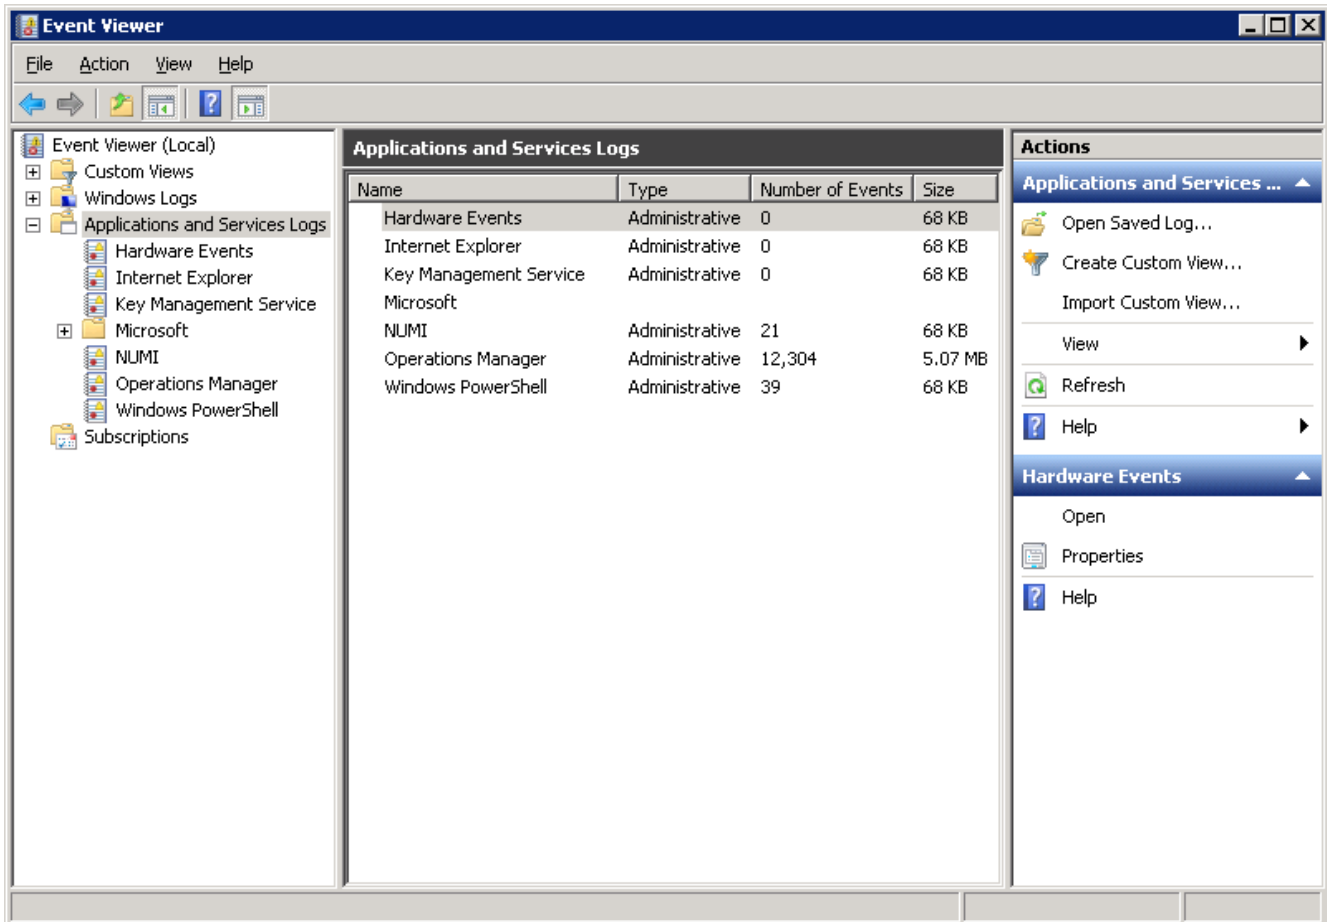 Event Viewer
File Action View Help
Event Viewer (Local)
Custom Views
Windows Logs
Applications and Services Logs
Hardware Events
Internet Explorer
Key Management Service
Microsoft
NUMI
Operations Manager
Windows PowerShell
Subscriptions
Applications and Services Logs
Name Type Number of Events Size
Hardware Events Administrative 0 68 KB
Internet Explorer Administrative 0 68 KB
Key Management Service Administrative 0 68 KB
Microsoft
NUMI Administrative 21 68 KB
Operations Manager Administrative 12,304 5.07 MB
Windows PowerShell Administrative 39 68 KB
Actions
Applications and Services ...
Open Saved Log...
Create Custom View...
Import Custom View...
View
Refresh
Help
Hardware Events
Open
Properties
Help